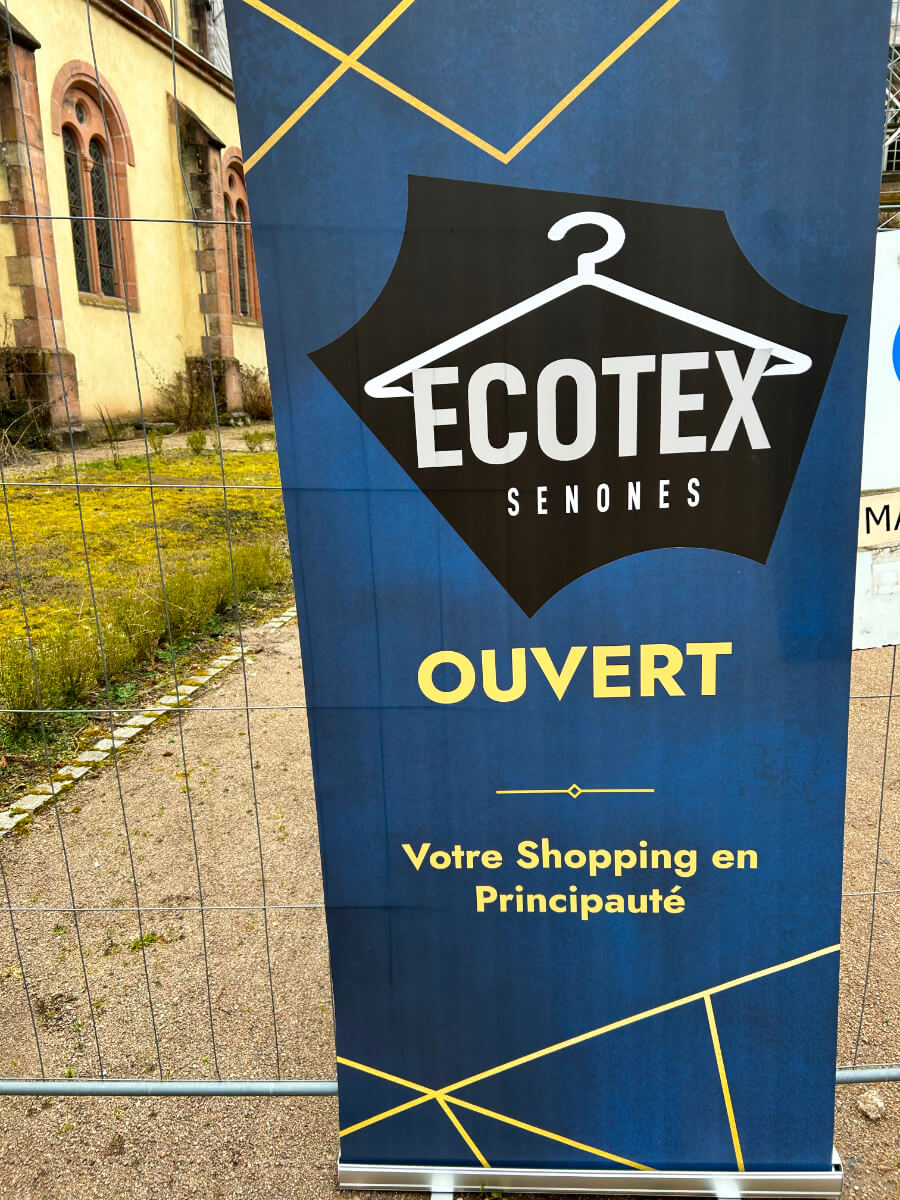 ECOTEX
SENONES
OUVERT
Votre Shopping en
Principauté